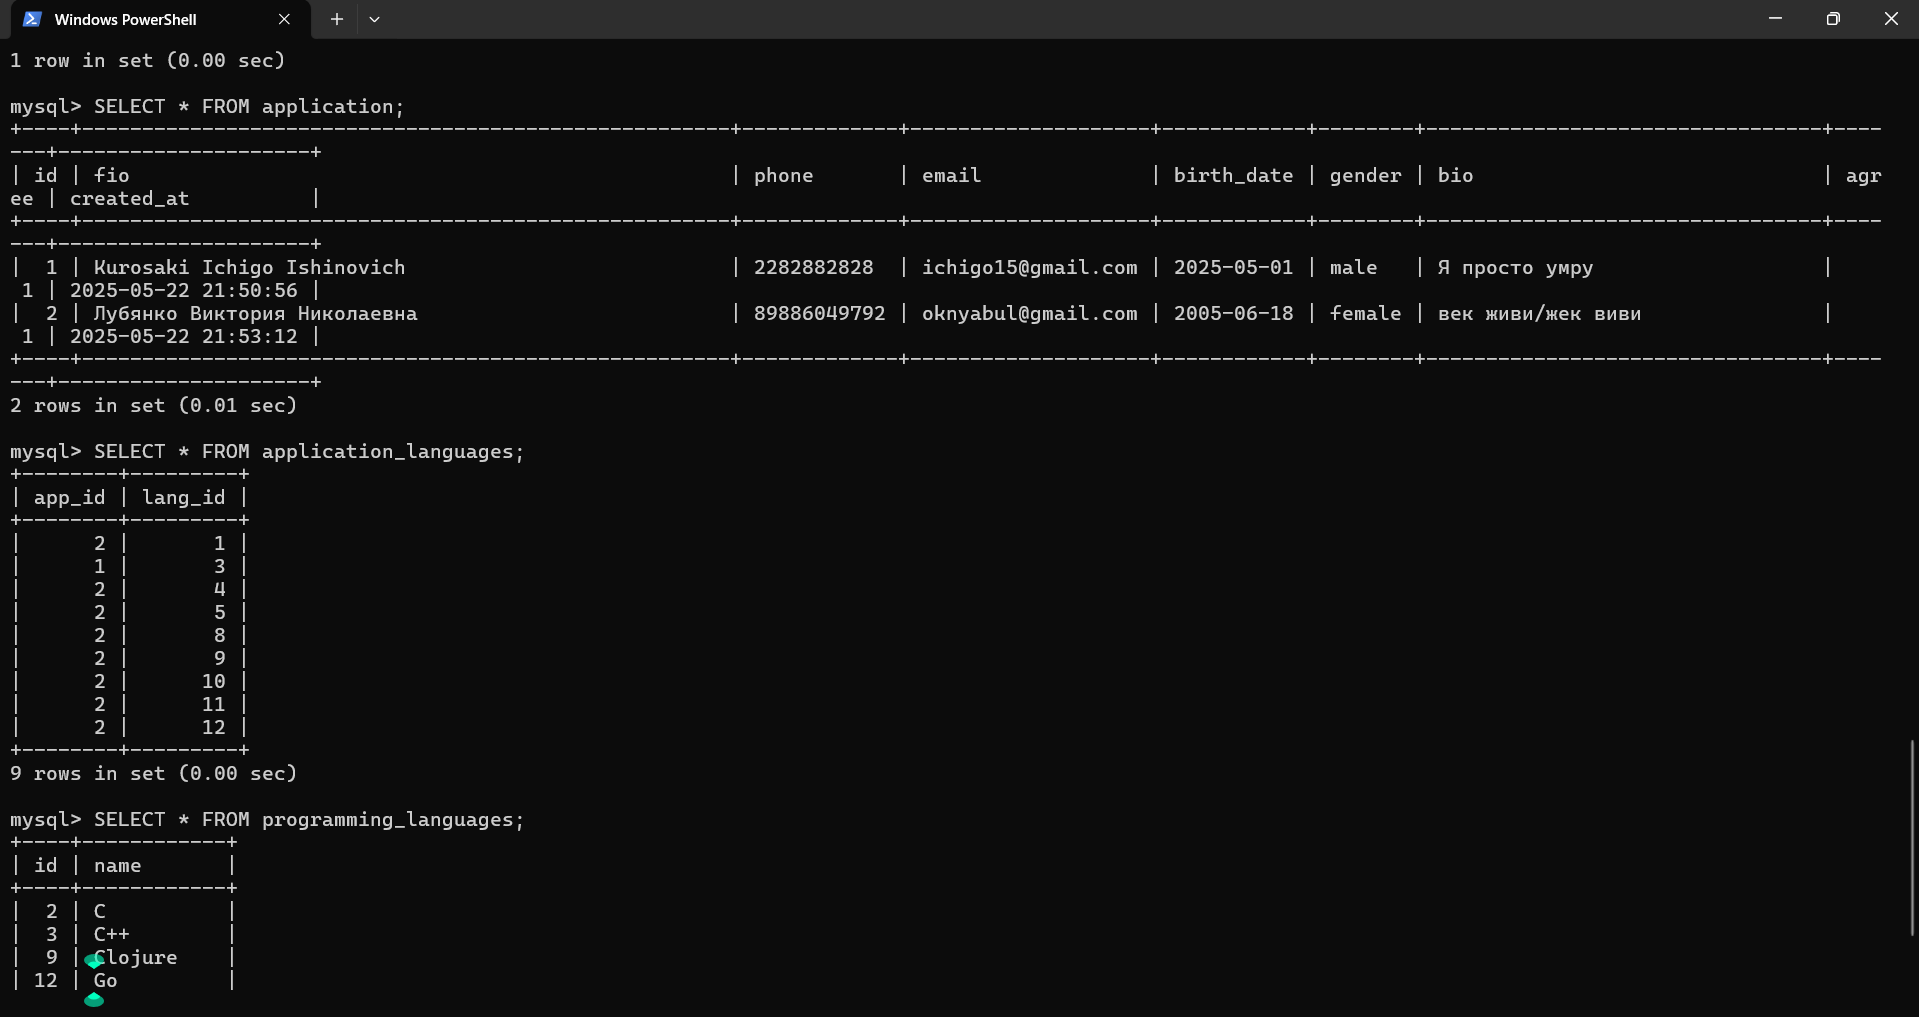 Windows PowerShell
1 row in set (0.00 sec)
mysql> SELECT * FROM application;
+----+------------------------------------------------------+-------------+--------------------+------------+--------+---------------------------------+----
---+---------------------+
| id | fio | phone | email | birth_date | gender | bio | agr
ee | created_at |
+----+------------------------------------------------------+-------------+--------------------+------------+--------+---------------------------------+----
---+---------------------+
| 1 | Kurosaki Ichigo Ishinovich | 2282882828 | ichigo15@gmail.com | 2025-05-01 | male | Я просто умру |
1 | 2025-05-22 21:50:56 |
| 2 | Лубянко Виктория Николаевна | 89886049792 | oknyabul@gmail.com | 2005-06-18 | female | век живи/жек виви |
1 | 2025-05-22 21:53:12 |
+----+------------------------------------------------------+-------------+--------------------+------------+--------+---------------------------------+----
---+---------------------+
2 rows in set (0.01 sec)
mysql> SELECT * FROM application_languages;
+--------+---------+
| app_id | lang_id |
+--------+---------+
| 2 | 1 |
| 1 | 3 |
| 2 | 4 |
| 2 | 5 |
| 2 | 8 |
| 2 | 9 |
| 2 | 10 |
| 2 | 11 |
| 2 | 12 |
+--------+---------+
9 rows in set (0.00 sec)
mysql> SELECT * FROM programming_languages;
+----+------------+
| id | name |
+----+------------+
| 2 | C |
| 3 | C++ |
| 9 | Clojure |
| 12 | Go |